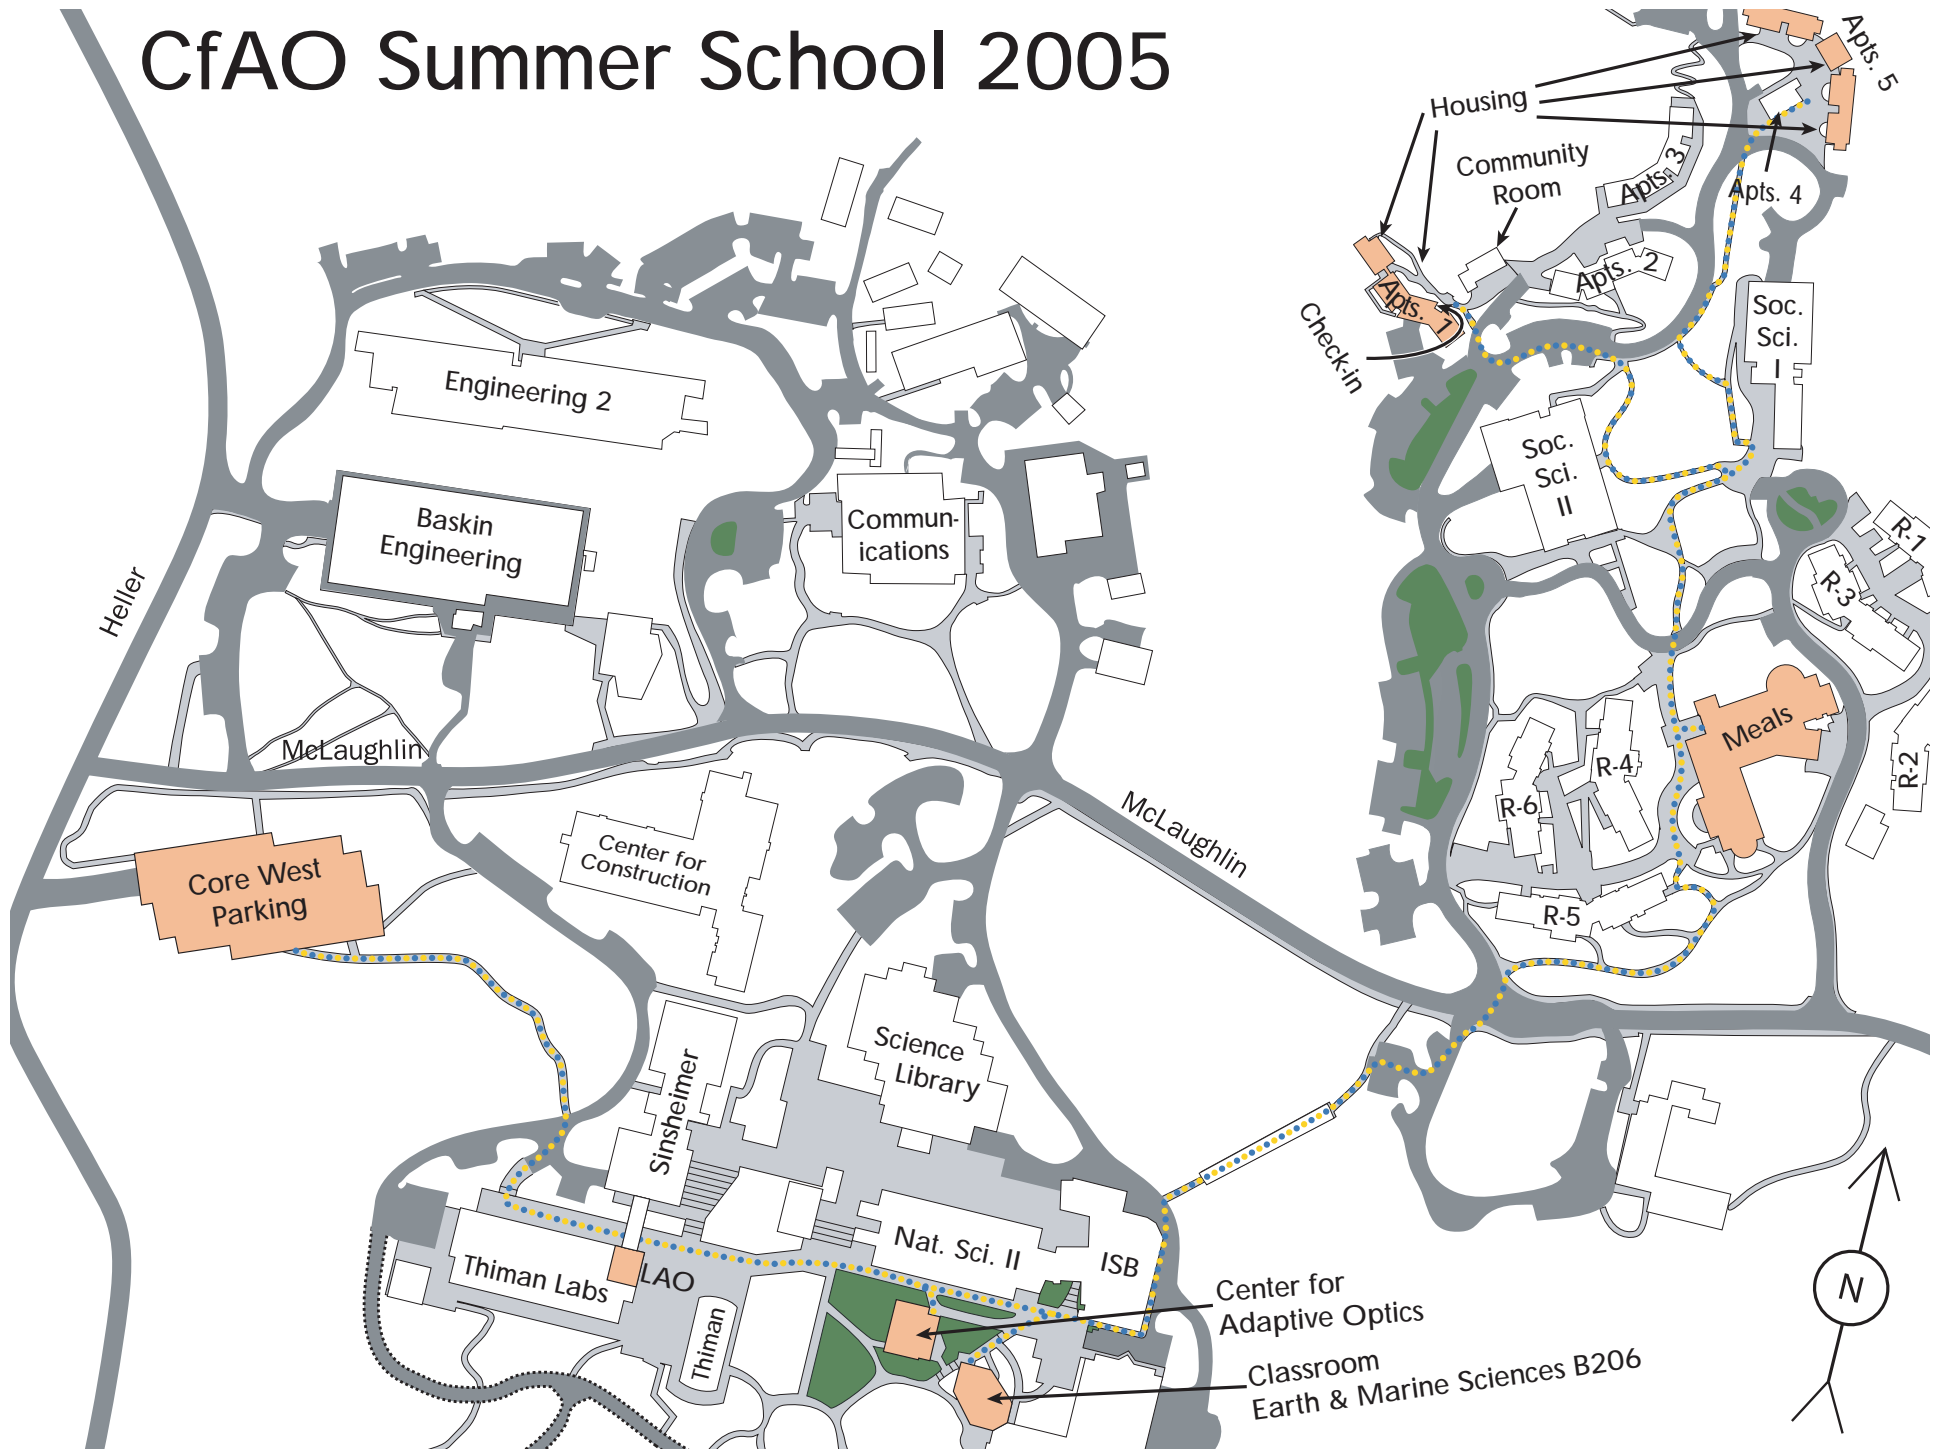 CfAO Summer School 2005
Housing
Apts. 5
Community
Room
Apts. 3
Apts. 4
Apts. 2
Apts. 1
Check-in
Soc.
Sci.
I
Soc.
Sci.
II
Engineering 2
Baskin
Engineering
Commun-
ications
Heller
McLaughlin
McLaughlin
R-1
R-3
R-2
Meals
R-4
R-6
R-5
Center for
Construction
Core West
Parking
Science
Library
Sinsheimer
Nat. Sci. II
ISB
Thiman Labs
LAO
Thiman
Center for
Adaptive Optics
Classroom
Earth & Marine Sciences B206
N